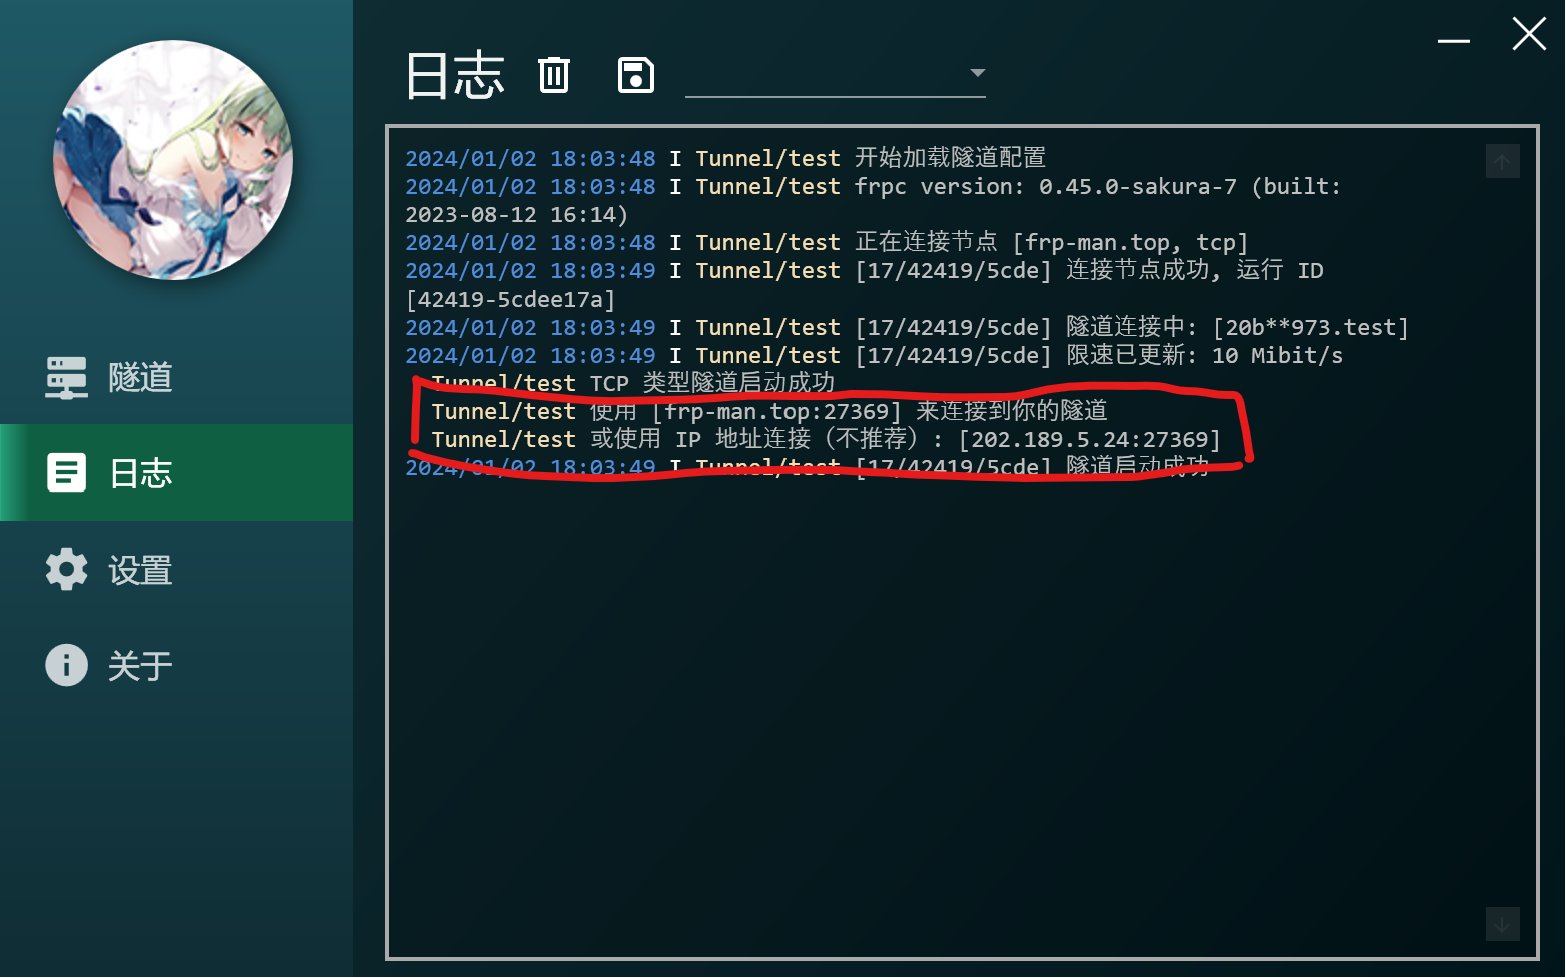 日志
2024/01/02 18:03:48 I Tunnel/test 开始加载隧道配置
2024/01/02 18:03:48 I Tunnel/test frpc version: 0.45.0-sakura-7 (built:
2023-08-12 16:14)
2024/01/02 18:03:48 I Tunnel/test 正在连接节点 [frp-man.top, tcp]
2024/01/02 18:03:49 I Tunnel/test [17/42419/5cde] 连接节点成功, 运行 ID
[42419-5cdee17a]
2024/01/02 18:03:49 I Tunnel/test [17/42419/5cde] 隧道连接中: [20b**973.test]
2024/01/02 18:03:49 I Tunnel/test [17/42419/5cde] 限速已更新: 10 Mibit/s
Tunnel/test TCP 类型隧道启动成功
Tunnel/test 使用 [frp-man.top:27369] 来连接到你的隧道
Tunnel/test 或使用 IP 地址连接（不推荐）: [202.189.5.24:27369]
2024/01/02 18:03:49 I Tunnel/test [17/42419/5cde] 隧道启动成功
隧道
日志
设置
关于